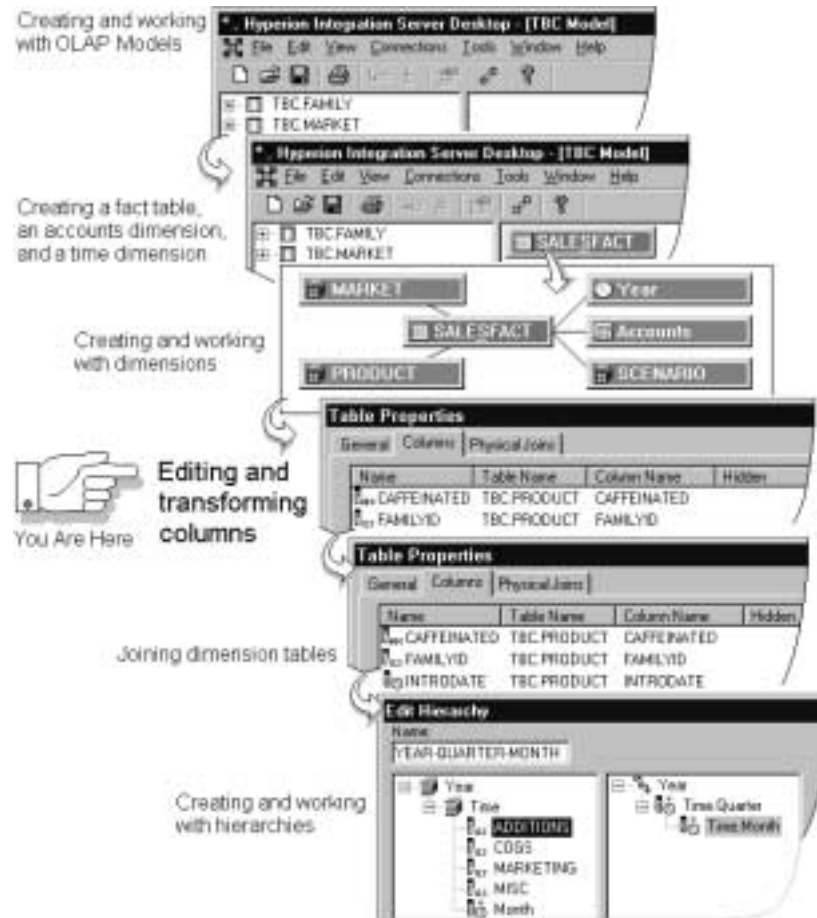 Creating and working
with OLAP Models
Hyperion Integration Server Desktop - [TBC Model]
File Edit View Connections Tools Window Help
TBC.FAMILY
TBC.MARKET
Creating a fact table,
an accounts dimension,
and a time dimension
Hyperion Integration Server Desktop - [TBC Model]
File Edit View Connections Tools Window Help
TBC.FAMILY
TBC.MARKET
SALESFACT
Creating and working
with dimensions
MARKET
Year
SALESFACT
Accounts
PRODUCT
SCENARIO
You Are Here
Editing and
transforming
columns
Table Properties
General Columns Physical Joins
Name Table Name Column Name Hidden
CAFFEINATED TBC.PRODUCT CAFFEINATED
FAMILYID TBC.PRODUCT FAMILYID
Joining dimension tables
Table Properties
General Columns Physical Joins
Name Table Name Column Name Hidden
CAFFEINATED TBC.PRODUCT CAFFEINATED
FAMILYID TBC.PRODUCT FAMILYID
INTRODATE TBC.PRODUCT INTRODATE
Creating and working
with hierarchies
Edit Hierarchy
Name
YEAR-QUARTER-MONTH
Year
Time
ADDITIONS
COGS
MARKETING
MISC
Month
Year
Time.Quarter
Time.Month